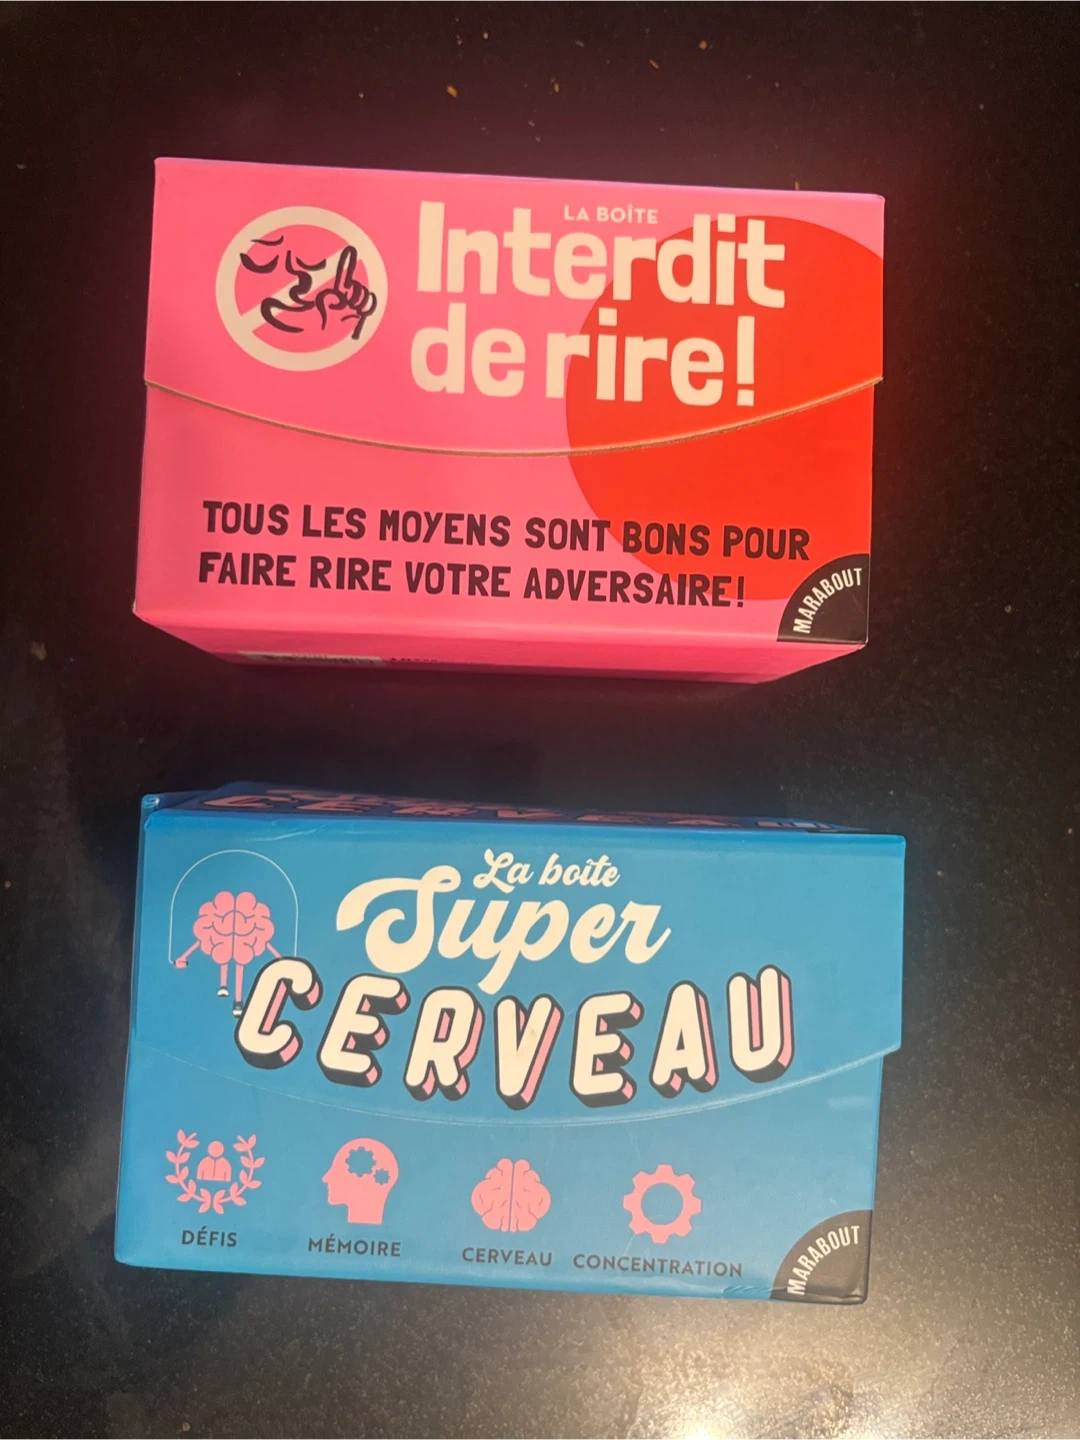 LA BOÎTE
Interdit
de rire!
TOUS LES MOYENS SONT BONS POUR
FAIRE RIRE VOTRE ADVERSAIRE!
MARABOUT
CERVEAU
La boîte
Super
CERVEAU
DÉFIS
MÉMOIRE
CERVEAU
CONCENTRATION
MARABOUT